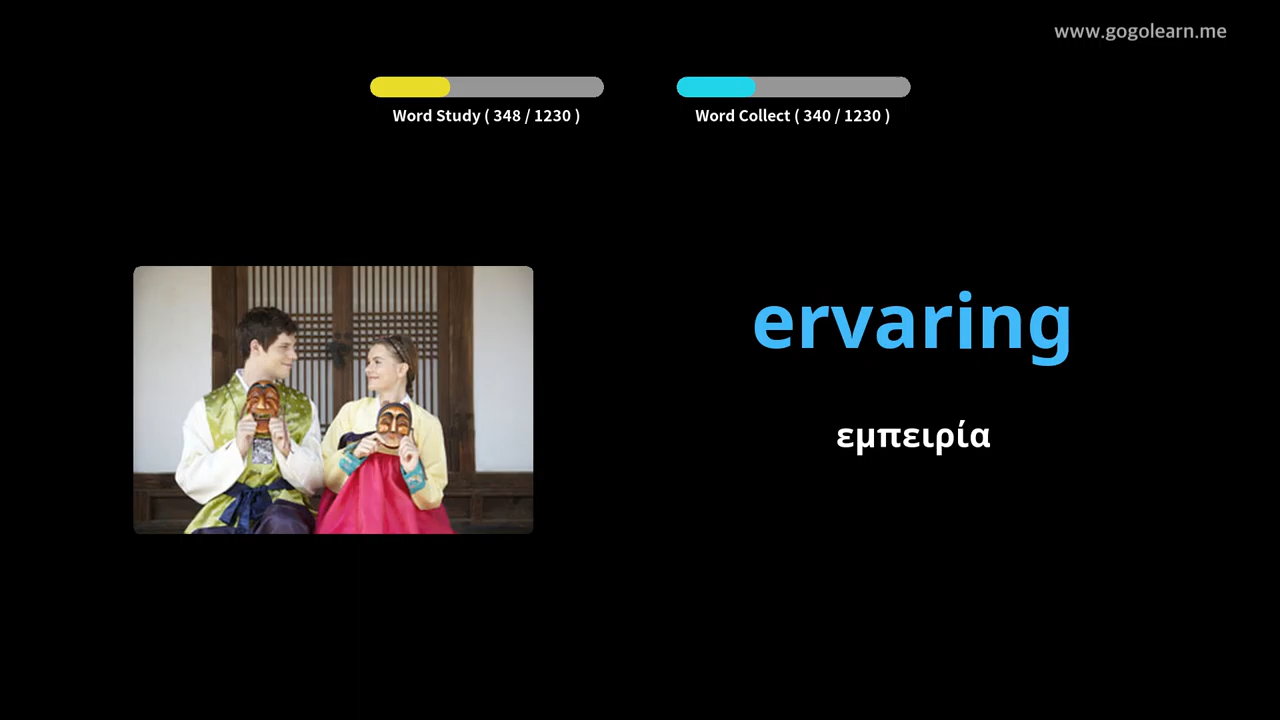 www.gogolearn.me
Word Study ( 348 / 1230 )
Word Collect ( 340 / 1230 )
ervaring
εμπειρία